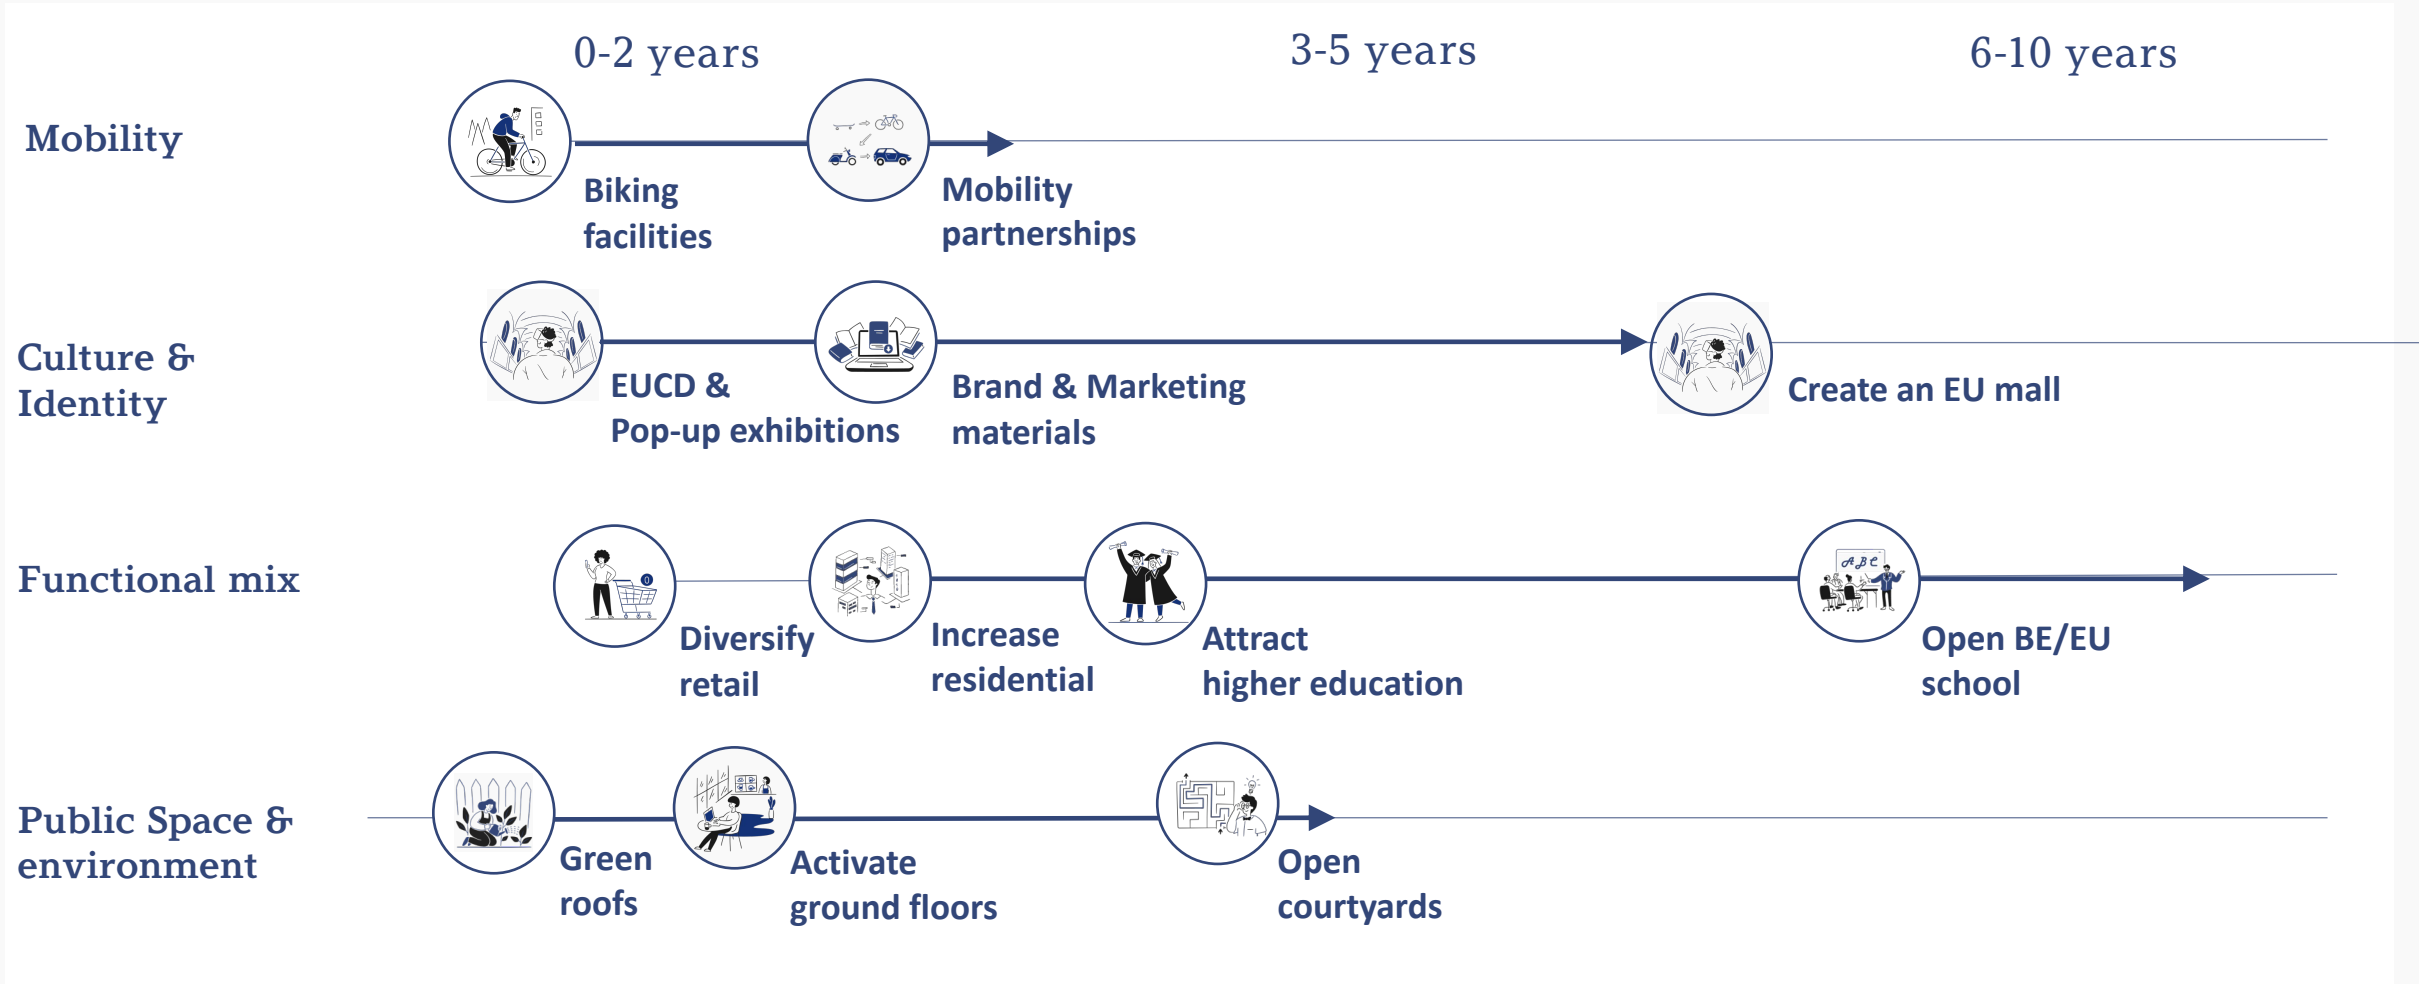 0-2 years
3-5 years
6-10 years
Mobility
Biking
facilities
Mobility
partnerships
Culture &
Identity
EUCD &
Pop-up exhibitions
Brand & Marketing
materials
Create an EU mall
Functional mix
0
Diversify
retail
Increase
residential
Attract
higher education
ABC
Open BE/EU
school
Public Space &
environment
Green
roofs
Activate
ground floors
Open
courtyards